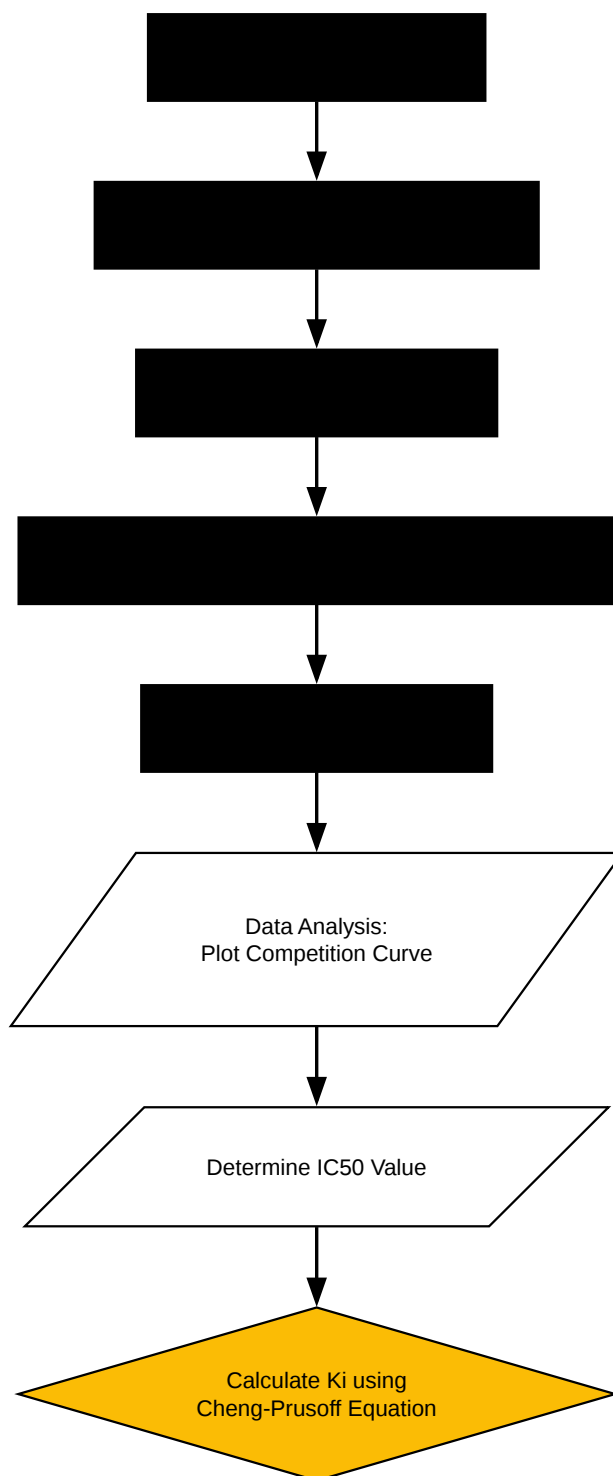 Data Analysis:
Plot Competition Curve
Determine IC50 Value
Calculate Ki using
Cheng-Prusoff Equation